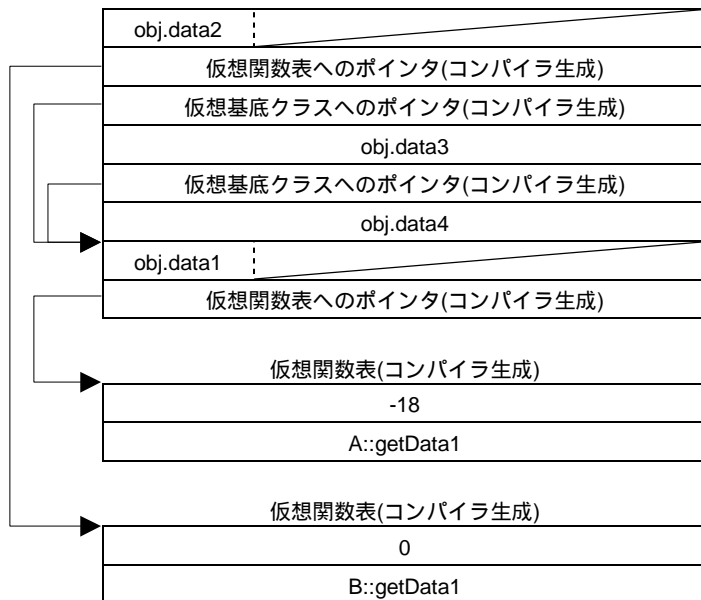 obj.data2
仮想関数表へのポインタ(コンパイラ生成)
仮想基底クラスへのポインタ(コンパイラ生成)
obj.data3
仮想基底クラスへのポインタ(コンパイラ生成)
obj.data4
obj.data1
仮想関数表へのポインタ(コンパイラ生成)
仮想関数表(コンパイラ生成)
-18
A::getData1
仮想関数表(コンパイラ生成)
0
B::getData1